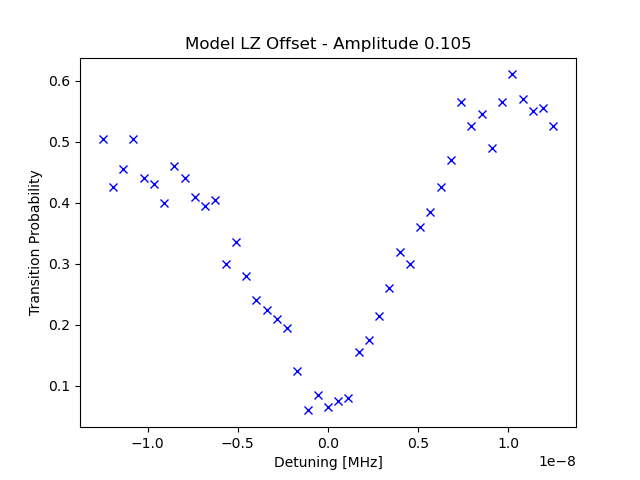 Model LZ Offset - Amplitude 0.105
0.6
0.5
0.4
0.3
0.2
0.1
Transition Probability
−1.0 −0.5 0.0 0.5 1.0
1e−8
Detuning [MHz]